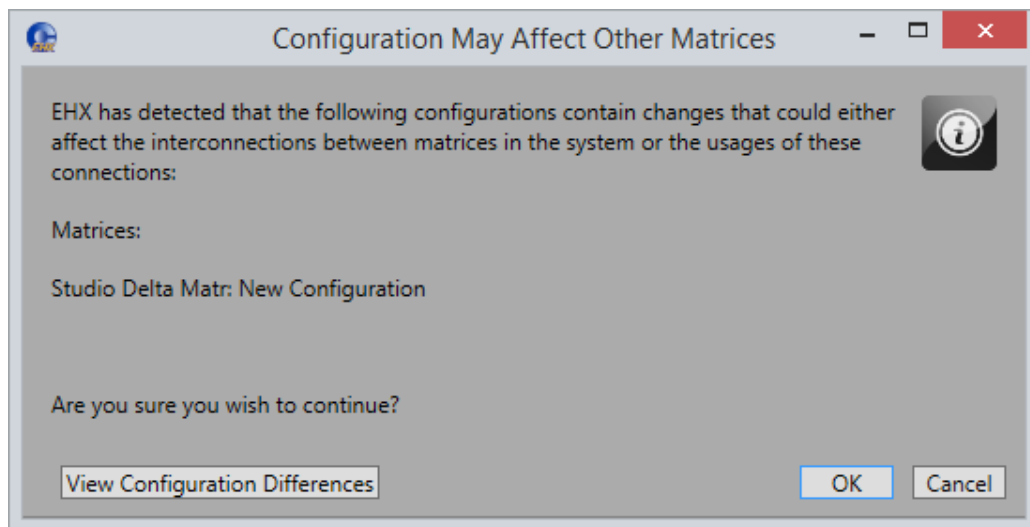 Configuration May Affect Other Matrices
EHX has detected that the following configurations contain changes that could either
affect the interconnections between matrices in the system or the usages of these
connections:
Matrices:
Studio Delta Matr: New Configuration
Are you sure you wish to continue?
View Configuration Differences
OK
Cancel